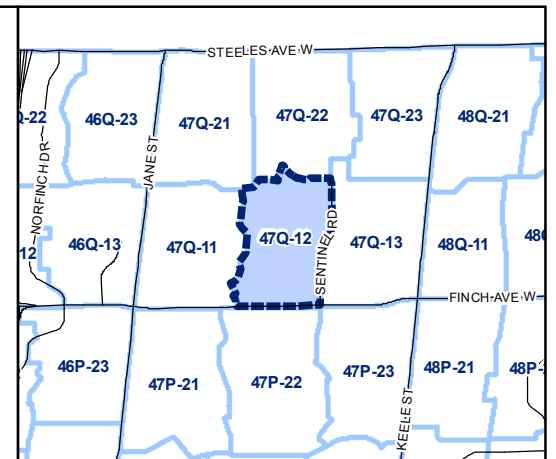 STEELES AVE W
Q-22
46Q-23
47Q-21
47Q-22
47Q-23
48Q-21
NORFINCH DR
JANE ST
12
46Q-13
47Q-11
47Q-12
SENTINEL RD
47Q-13
48Q-11
48Q
FINCH AVE W
46P-23
47P-21
47P-22
47P-23
48P-21
48P-
KEELE ST